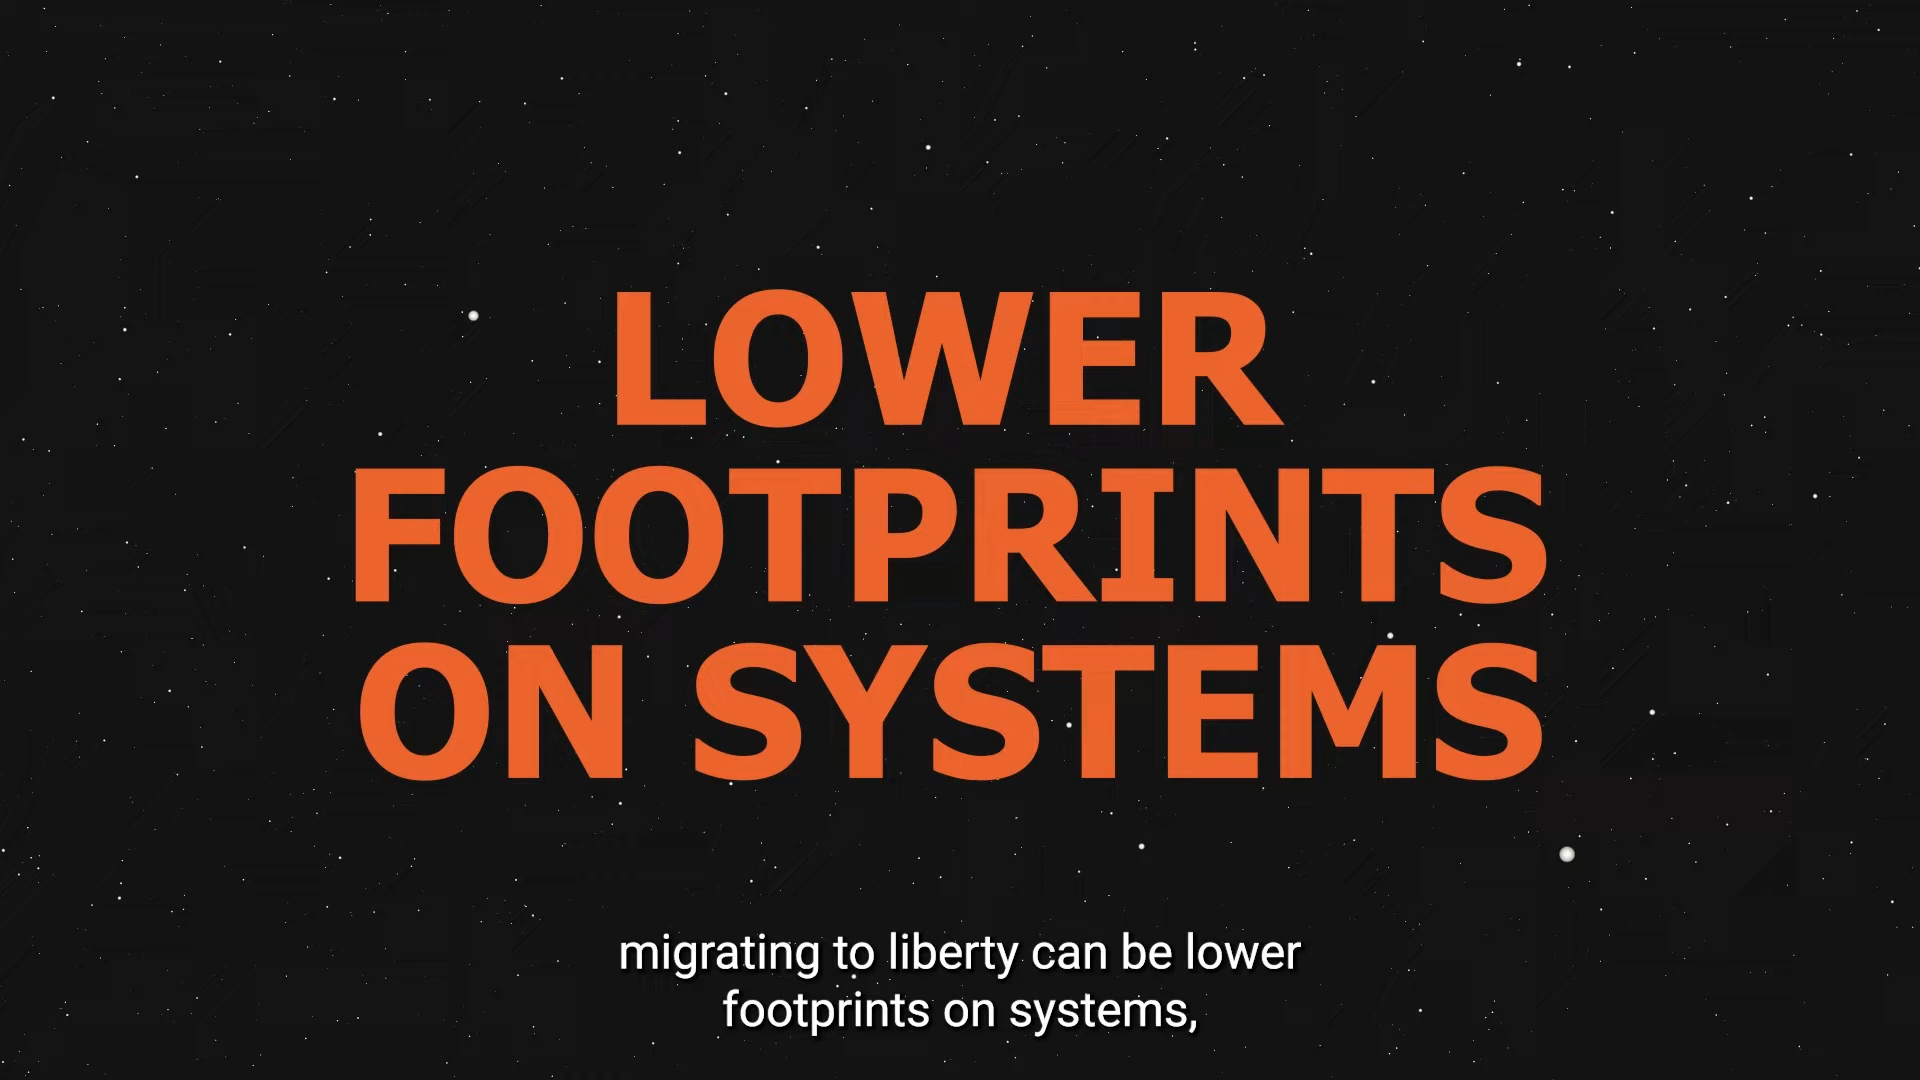 LOWER
FOOTPRINTS
ON SYSTEMS
migrating to liberty can be lower
footprints on systems,